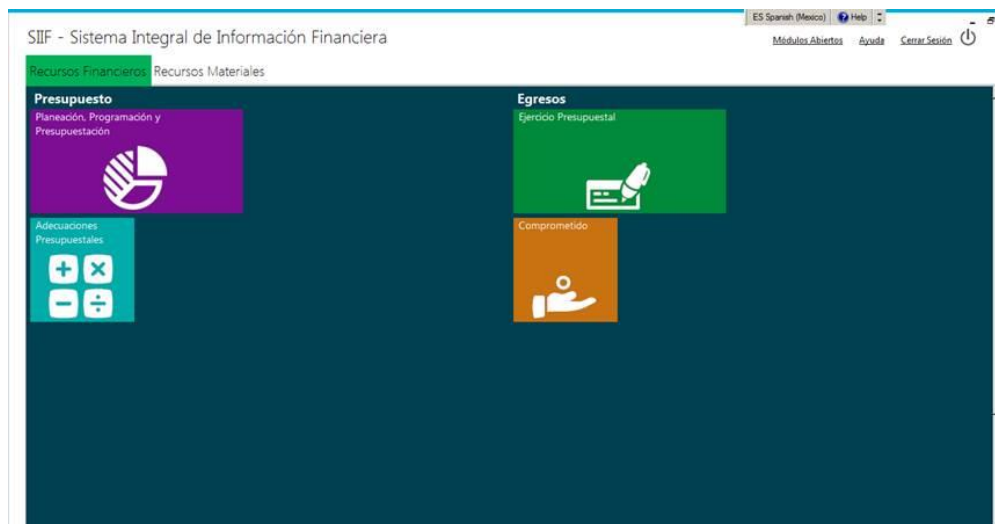 ES Spanish (Mexico) Help
SIIF - Sistema Integral de Información Financiera
Módulos Abiertos Ayuda Cerrar Sesión
Recursos Financieros Recursos Materiales
Presupuesto
Planeación, Programación y
Presupuestación
Adecuaciones
Presupuestales
Egresos
Ejercicio Presupuestal
Comprometido